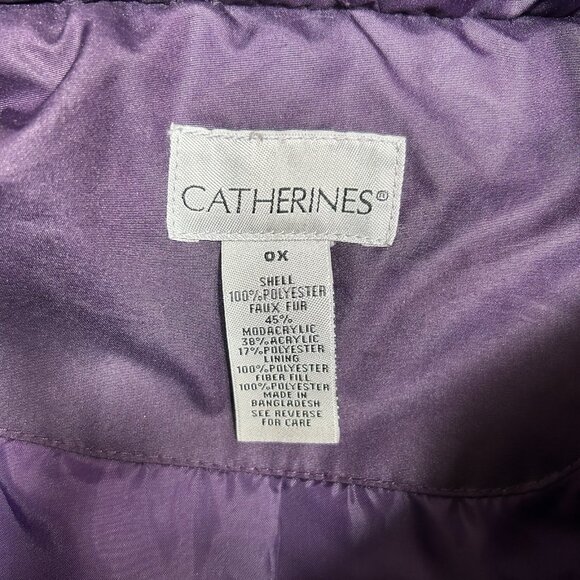 CATHERINES®
0X
SHELL
100%POLYESTER
FAUX FUR
45%
MODACRYLIC
38%ACRYLIC
17%POLYESTER
LINING
100%POLYESTER
FIBER FILL
100%POLYESTER
MADE IN
BANGLADESH
SEE REVERSE
FOR CARE